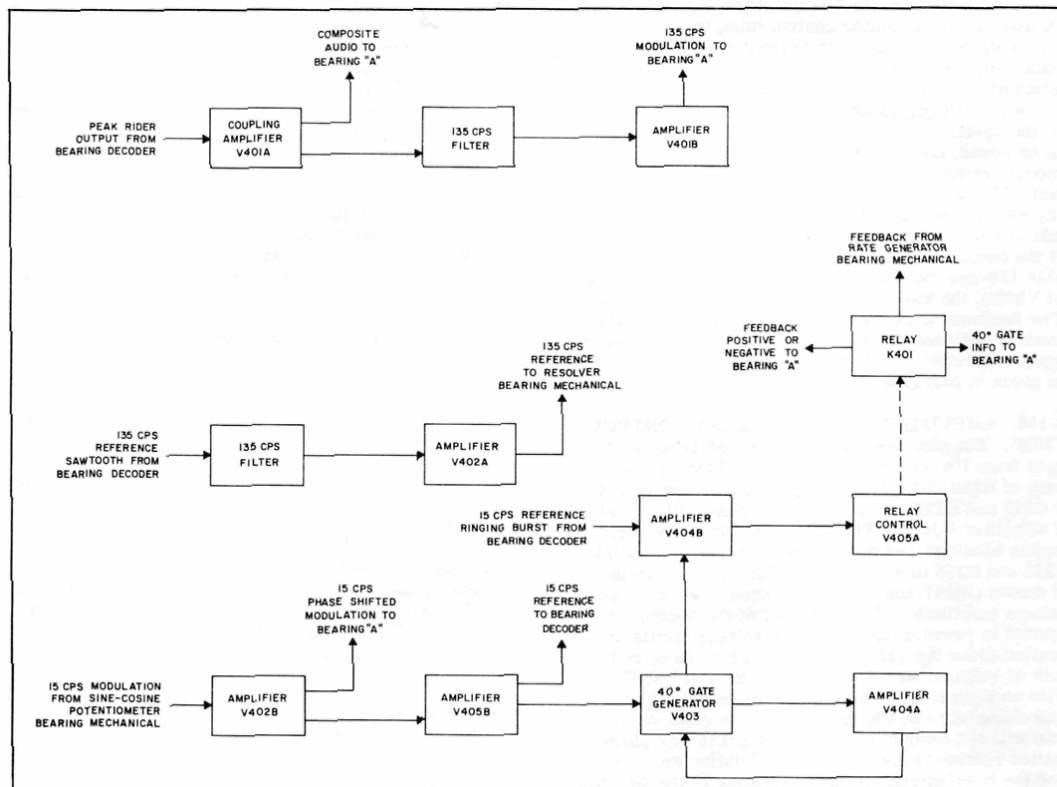 COMPOSITE
AUDIO TO
BEARING "A"
135 CPS
MODULATION TO
BEARING "A"
PEAK RIDER
OUTPUT FROM
BEARING DECODER
COUPLING
AMPLIFIER
V401A
135 CPS
FILTER
AMPLIFIER
V401B
FEEDBACK FROM
RATE GENERATOR
BEARING MECHANICAL
FEEDBACK
POSITIVE OR
NEGATIVE TO
BEARING "A"
RELAY
K401
40° GATE
INFO TO
BEARING "A"
135 CPS
REFERENCE
TO RESOLVER
BEARING MECHANICAL
135 CPS
REFERENCE
SAWTOOTH FROM
BEARING DECODER
135 CPS
FILTER
AMPLIFIER
V402A
15 CPS REFERENCE
RINGING BURST FROM
BEARING DECODER
AMPLIFIER
V404B
RELAY
CONTROL
V405A
15 CPS
PHASE SHIFTED
MODULATION TO
BEARING "A"
15 CPS
REFERENCE
TO BEARING
DECODER
15 CPS MODULATION
FROM SINE-COSINE
POTENTIOMETER
BEARING MECHANICAL
AMPLIFIER
V402B
AMPLIFIER
V405B
40° GATE
GENERATOR
V403
AMPLIFIER
V404A